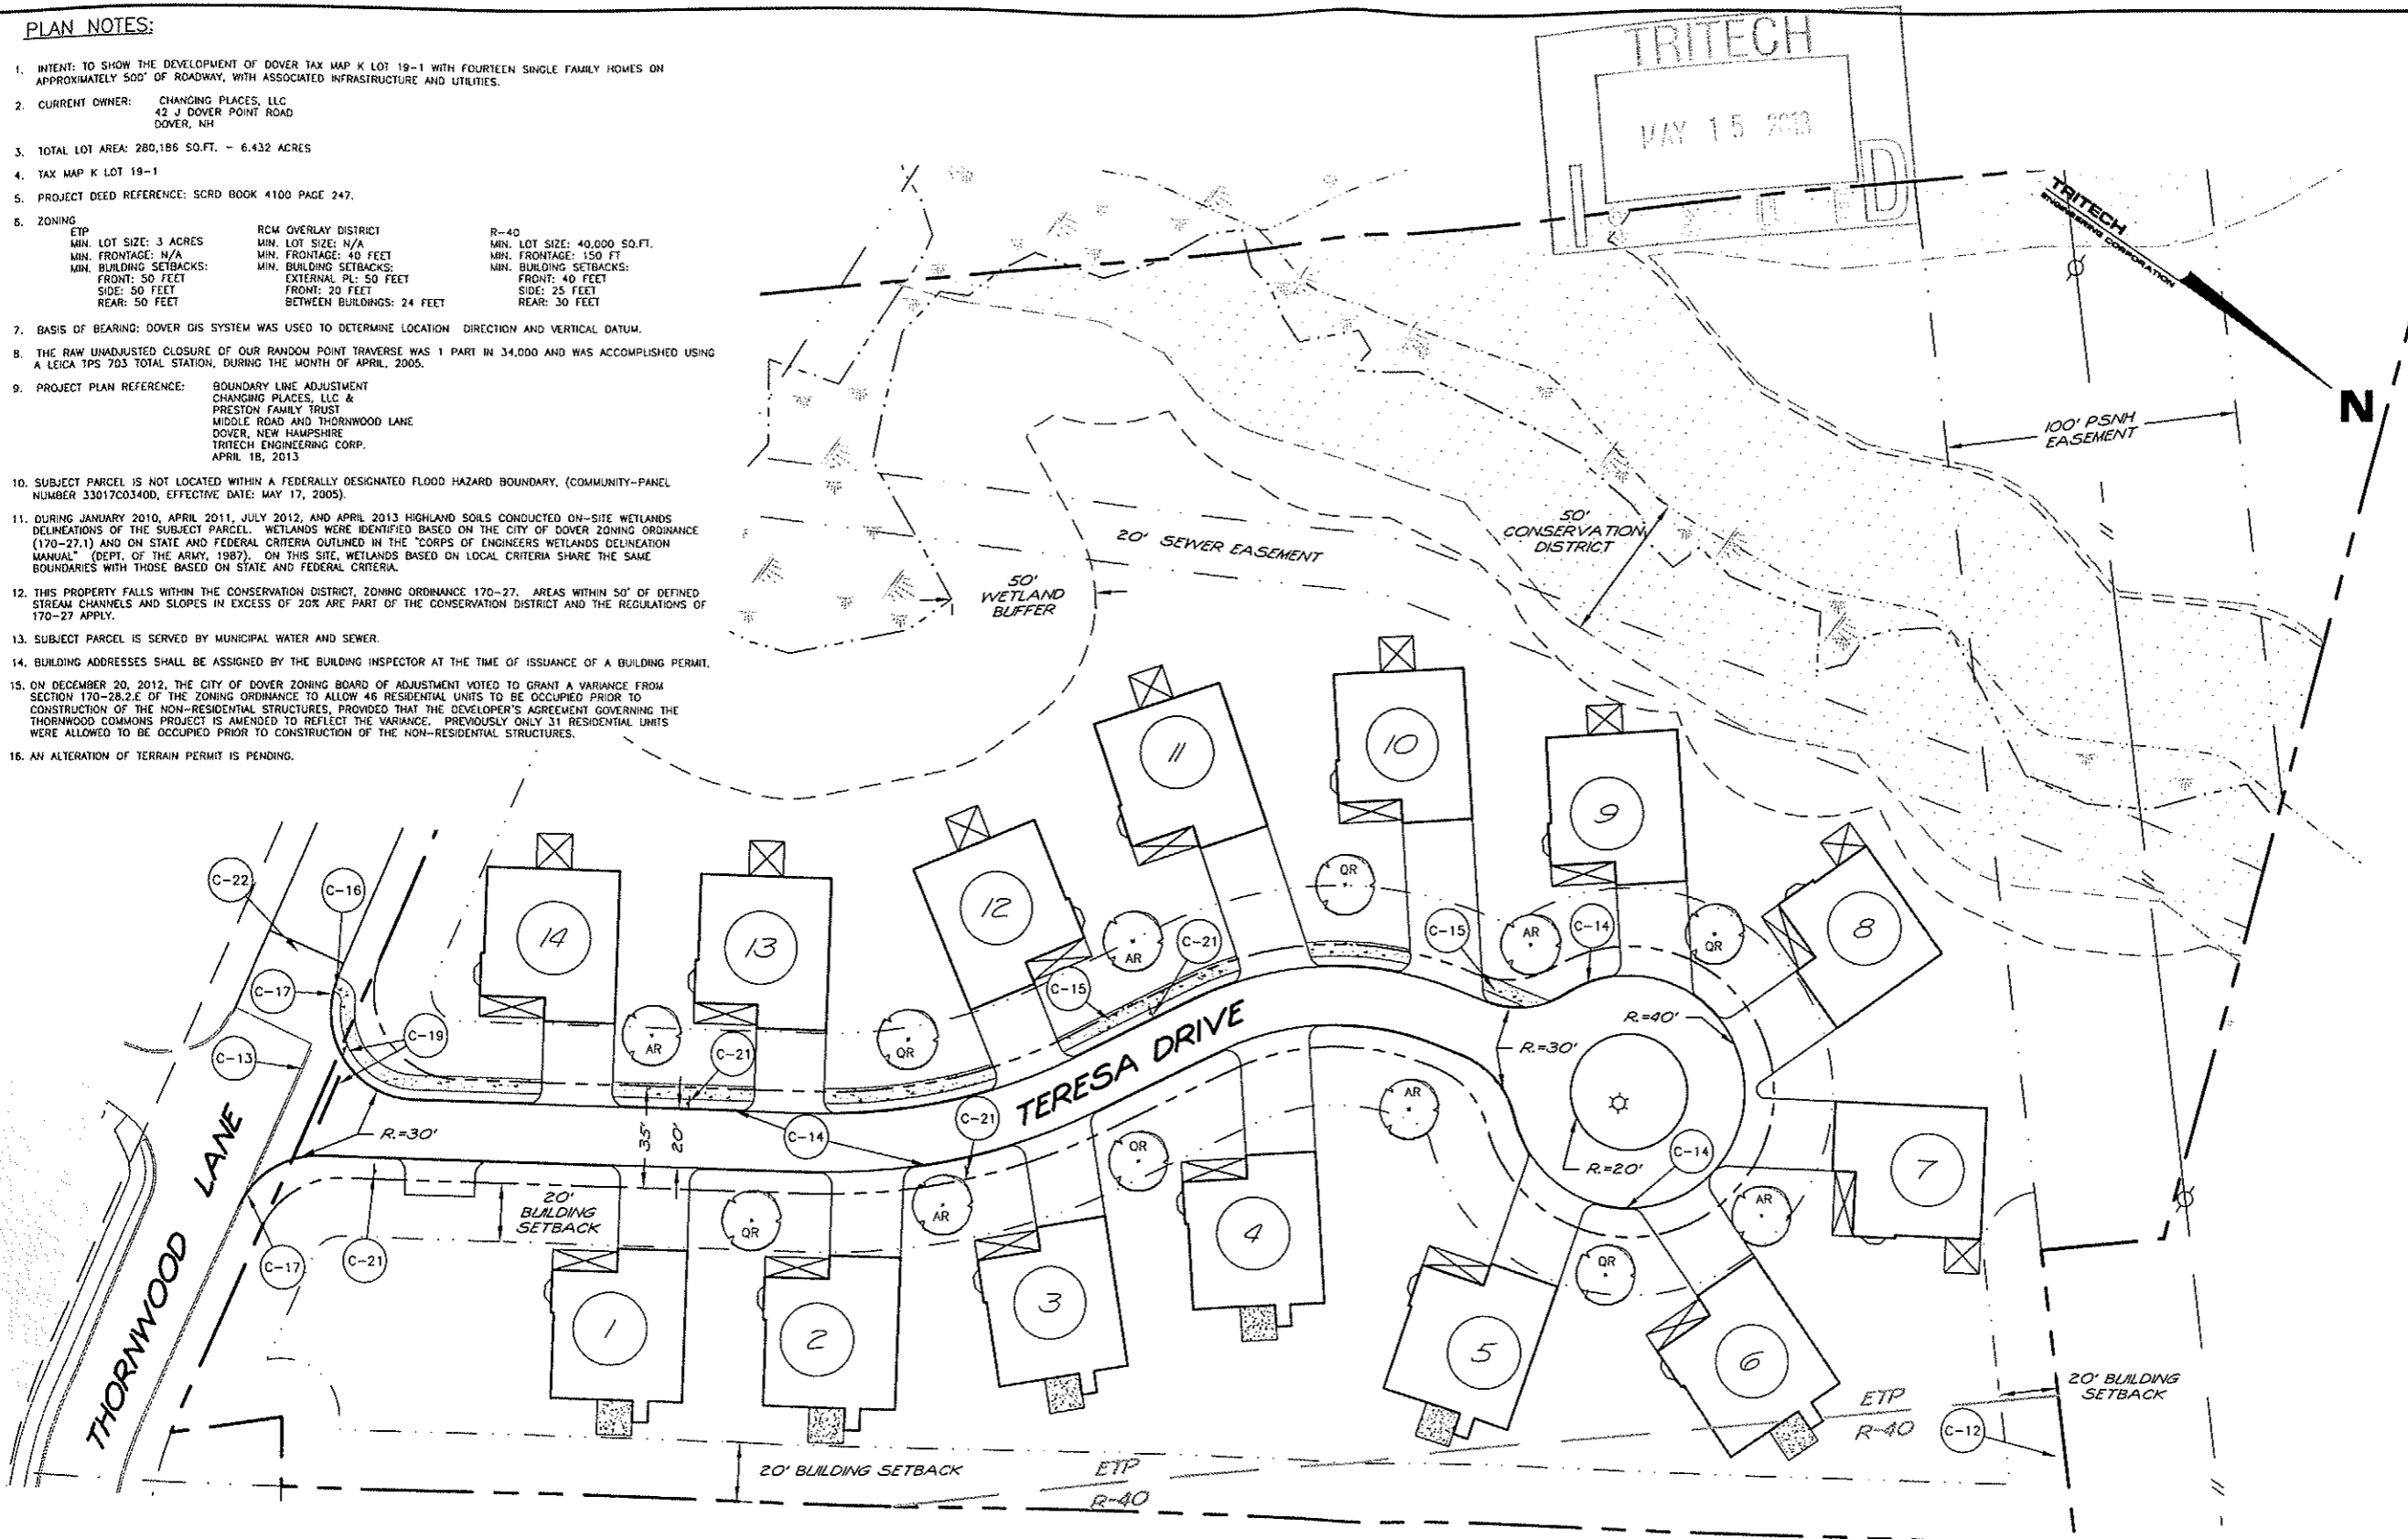 PLAN NOTES:
1. INTENT: TO SHOW THE DEVELOPMENT OF DOVER TAX MAP K LOT 19-1 WITH FOURTEEN SINGLE FAMILY HOMES ON
APPROXIMATELY 500' OF ROADWAY, WITH ASSOCIATED INFRASTRUCTURE AND UTILITIES.
2. CURRENT OWNER: CHANGING PLACES, LLC
42 J DOVER POINT ROAD
DOVER, NH
3. TOTAL LOT AREA: 280,186 SQ.FT. - 6.432 ACRES
4. TAX MAP K LOT 19-1
5. PROJECT DEED REFERENCE: SCRD BOOK 4100 PAGE 247.
6. ZONING
ETP
MIN. LOT SIZE: 3 ACRES
MIN. FRONTAGE: N/A
MIN. BUILDING SETBACKS:
FRONT: 50 FEET
SIDE: 50 FEET
REAR: 50 FEET
RCM OVERLAY DISTRICT
MIN. LOT SIZE: N/A
MIN. FRONTAGE: 40 FEET
MIN. BUILDING SETBACKS:
EXTERNAL PL: 50 FEET
FRONT: 20 FEET
BETWEEN BUILDINGS: 24 FEET
R-40
MIN. LOT SIZE: 40,000 SQ.FT.
MIN. FRONTAGE: 150 FT
MIN. BUILDING SETBACKS:
FRONT: 40 FEET
SIDE: 25 FEET
REAR: 30 FEET
7. BASIS OF BEARING: DOVER GIS SYSTEM WAS USED TO DETERMINE LOCATION DIRECTION AND VERTICAL DATUM.
8. THE RAW UNADJUSTED CLOSURE OF OUR RANDOM POINT TRAVERSE WAS 1 PART IN 34,000 AND WAS ACCOMPLISHED USING
A LEICA TPS 703 TOTAL STATION, DURING THE MONTH OF APRIL, 2005.
9. PROJECT PLAN REFERENCE: BOUNDARY LINE ADJUSTMENT
CHANGING PLACES, LLC &
PRESTON FAMILY TRUST
MIDDLE ROAD AND THORNWOOD LANE
DOVER, NEW HAMPSHIRE
TRITECH ENGINEERING CORP.
APRIL 18, 2013
10. SUBJECT PARCEL IS NOT LOCATED WITHIN A FEDERALLY DESIGNATED FLOOD HAZARD BOUNDARY, (COMMUNITY-PANEL
NUMBER 33017C0340D, EFFECTIVE DATE: MAY 17, 2005).
11. DURING JANUARY 2010, APRIL 2011, JULY 2012, AND APRIL 2013 HIGHLAND SOILS CONDUCTED ON-SITE WETLANDS
DELINEATIONS OF THE SUBJECT PARCEL. WETLANDS WERE IDENTIFIED BASED ON THE CITY OF DOVER ZONING ORDINANCE
(170-27.1) AND ON STATE AND FEDERAL CRITERIA OUTLINED IN THE "CORPS OF ENGINEERS WETLANDS DELINEATION
MANUAL" (DEPT. OF THE ARMY, 1987). ON THIS SITE, WETLANDS BASED ON LOCAL CRITERIA SHARE THE SAME
BOUNDARIES WITH THOSE BASED ON STATE AND FEDERAL CRITERIA.
12. THIS PROPERTY FALLS WITHIN THE CONSERVATION DISTRICT, ZONING ORDINANCE 170-27. AREAS WITHIN 50' OF DEFINED
STREAM CHANNELS AND SLOPES IN EXCESS OF 20% ARE PART OF THE CONSERVATION DISTRICT AND THE REGULATIONS OF
170-27 APPLY.
13. SUBJECT PARCEL IS SERVED BY MUNICIPAL WATER AND SEWER.
14. BUILDING ADDRESSES SHALL BE ASSIGNED BY THE BUILDING INSPECTOR AT THE TIME OF ISSUANCE OF A BUILDING PERMIT.
15. ON DECEMBER 20, 2012, THE CITY OF DOVER ZONING BOARD OF ADJUSTMENT VOTED TO GRANT A VARIANCE FROM
SECTION 170-28.2.E OF THE ZONING ORDINANCE TO ALLOW 46 RESIDENTIAL UNITS TO BE OCCUPIED PRIOR TO
CONSTRUCTION OF THE NON-RESIDENTIAL STRUCTURES, PROVIDED THAT THE DEVELOPER'S AGREEMENT GOVERNING THE
THORNWOOD COMMONS PROJECT IS AMENDED TO REFLECT THE VARIANCE. PREVIOUSLY ONLY 31 RESIDENTIAL UNITS
WERE ALLOWED TO BE OCCUPIED PRIOR TO CONSTRUCTION OF THE NON-RESIDENTIAL STRUCTURES.
16. AN ALTERATION OF TERRAIN PERMIT IS PENDING.
TRITECH
MAY 15 2013
TRITECH
ENGINEERING CORPORATION
N
100' PSNH
EASEMENT
50'
CONSERVATION
DISTRICT
20' SEWER EASEMENT
50'
WETLAND
BUFFER
11
10
9
8
12
13
14
QR
AR
C-14
QR
C-15
AR
C-21
C-15
C-22
C-16
C-17
C-19
C-13
AR
C-21
QR
TERESA DRIVE
R.=40'
R.=30'
R.=20'
C-14
AR
QR
C-21
C-14
35'
20'
R.=30'
THORNWOOD LANE
C-17
C-21
20'
BUILDING
SETBACK
QR
AR
QR
AR
7
1
2
3
4
5
6
20' BUILDING
SETBACK
C-12
ETP
R-40
20' BUILDING SETBACK
ETP
R-40